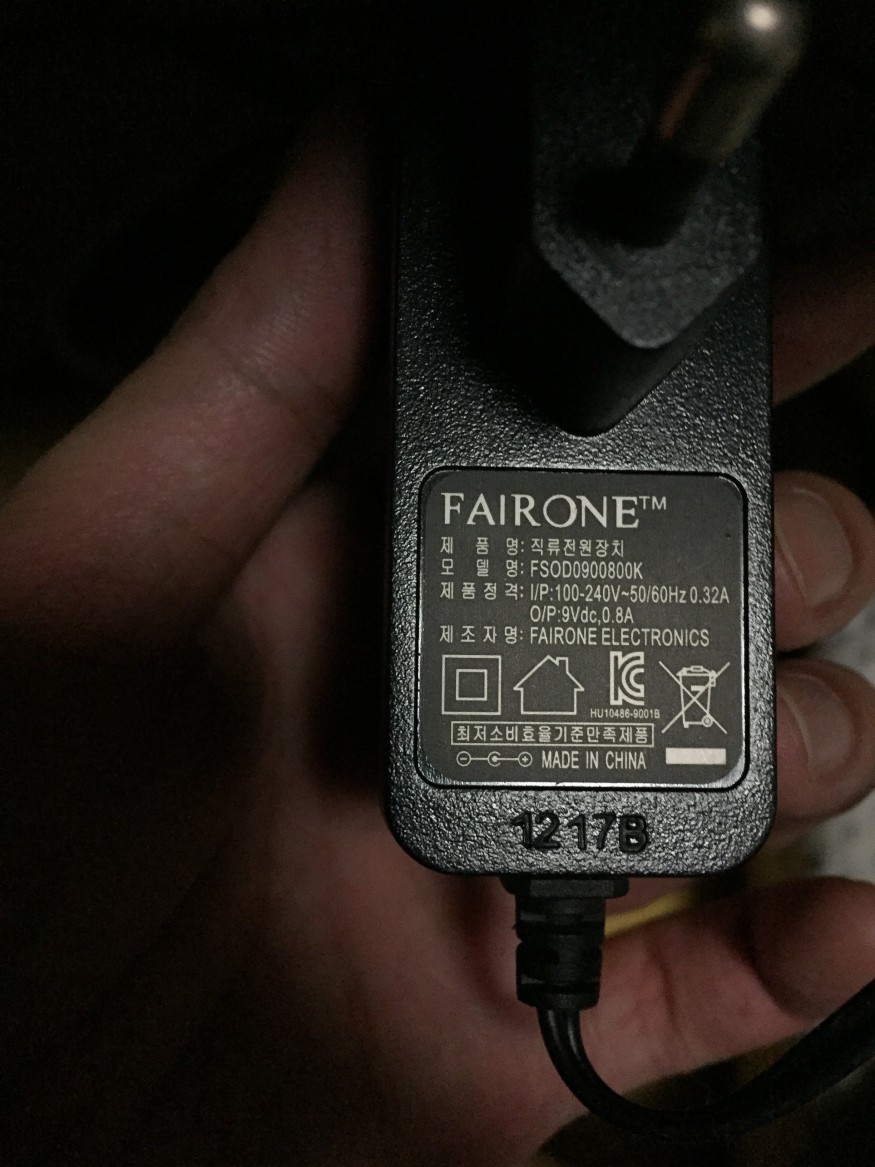 FAIRONE™
제 품 명: 직류전원장치
모 델 명: FSOD0900800K
제품정격: I/P:100-240V~50/60Hz 0.32A
O/P:9Vdc,0.8A
제조자명: FAIRONE ELECTRONICS
HU10486-9001B
최저소비효율기준만족제품
MADE IN CHINA
1217B